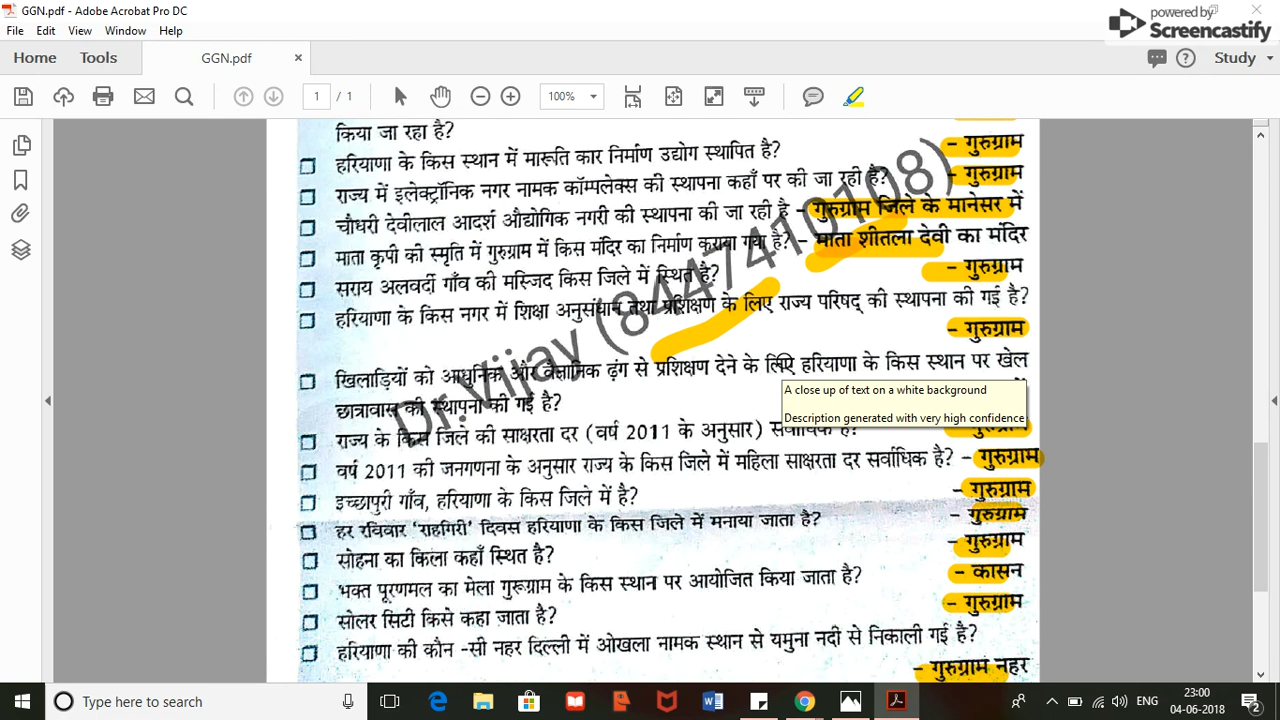 GGN.pdf - Adobe Acrobat Pro DC
File Edit View Window Help
powered by
Screencastify
Home Tools GGN.pdf × Study
1 / 1 100%
किया जा रहा है?
हरियाणा के किस स्थान में मारूति कार निर्माण उद्योग स्थापित है? – गुरुग्राम
राज्य में इलेक्ट्रॉनिक नगर नामक कॉम्पलेक्स की स्थापना कहाँ पर की जा रही है? – गुरुग्राम
चौधरी देवीलाल आदर्श औद्योगिक नगरी की स्थापना की जा रही है – गुरुग्राम जिले के मानेसर में
माता कृपी की स्मृति में गुरुग्राम में किस मंदिर का निर्माण कराया गया है? – माता शीतला देवी का मंदिर
सराय अलवर्दी गाँव की मस्जिद किस जिले में स्थित है? – गुरुग्राम
हरियाणा के किस नगर में शिक्षा अनुसंधान तथा प्रशिक्षण के लिए राज्य परिषद् की स्थापना की गई है?
– गुरुग्राम
खिलाड़ियों को आधुनिक और वैज्ञानिक ढ़ंग से प्रशिक्षण देने के लिए हरियाणा के किस स्थान पर खेल
छात्रावास की स्थापना की गई है?
A close up of text on a white background
Description generated with very high confidence
राज्य के किस जिले की साक्षरता दर (वर्ष 2011 के अनुसार) सर्वाधिक है? – गुरुग्राम
वर्ष 2011 की जनगणना के अनुसार राज्य के किस जिले में महिला साक्षरता दर सर्वाधिक है? – गुरुग्राम
इच्छापुरी गाँव, हरियाणा के किस जिले में है? – गुरुग्राम
हर रविवार 'राहगिरी' दिवस हरियाणा के किस जिले में मनाया जाता है? – गुरुग्राम
सोहना का किला कहाँ स्थित है? – गुरुग्राम
भक्त पूरणमल का मेला गुरूग्राम के किस स्थान पर आयोजित किया जाता है? – कासन
सोलर सिटी किसे कहा जाता है? – गुरुग्राम
हरियाणा की कौन -सी नहर दिल्ली में ओखला नामक स्थान से यमुना नदी से निकाली गई है?
– गुरुग्राम नहर
Dr.Vijay (8447410108)
Type here to search
ENG 23:00
04-06-2018
2